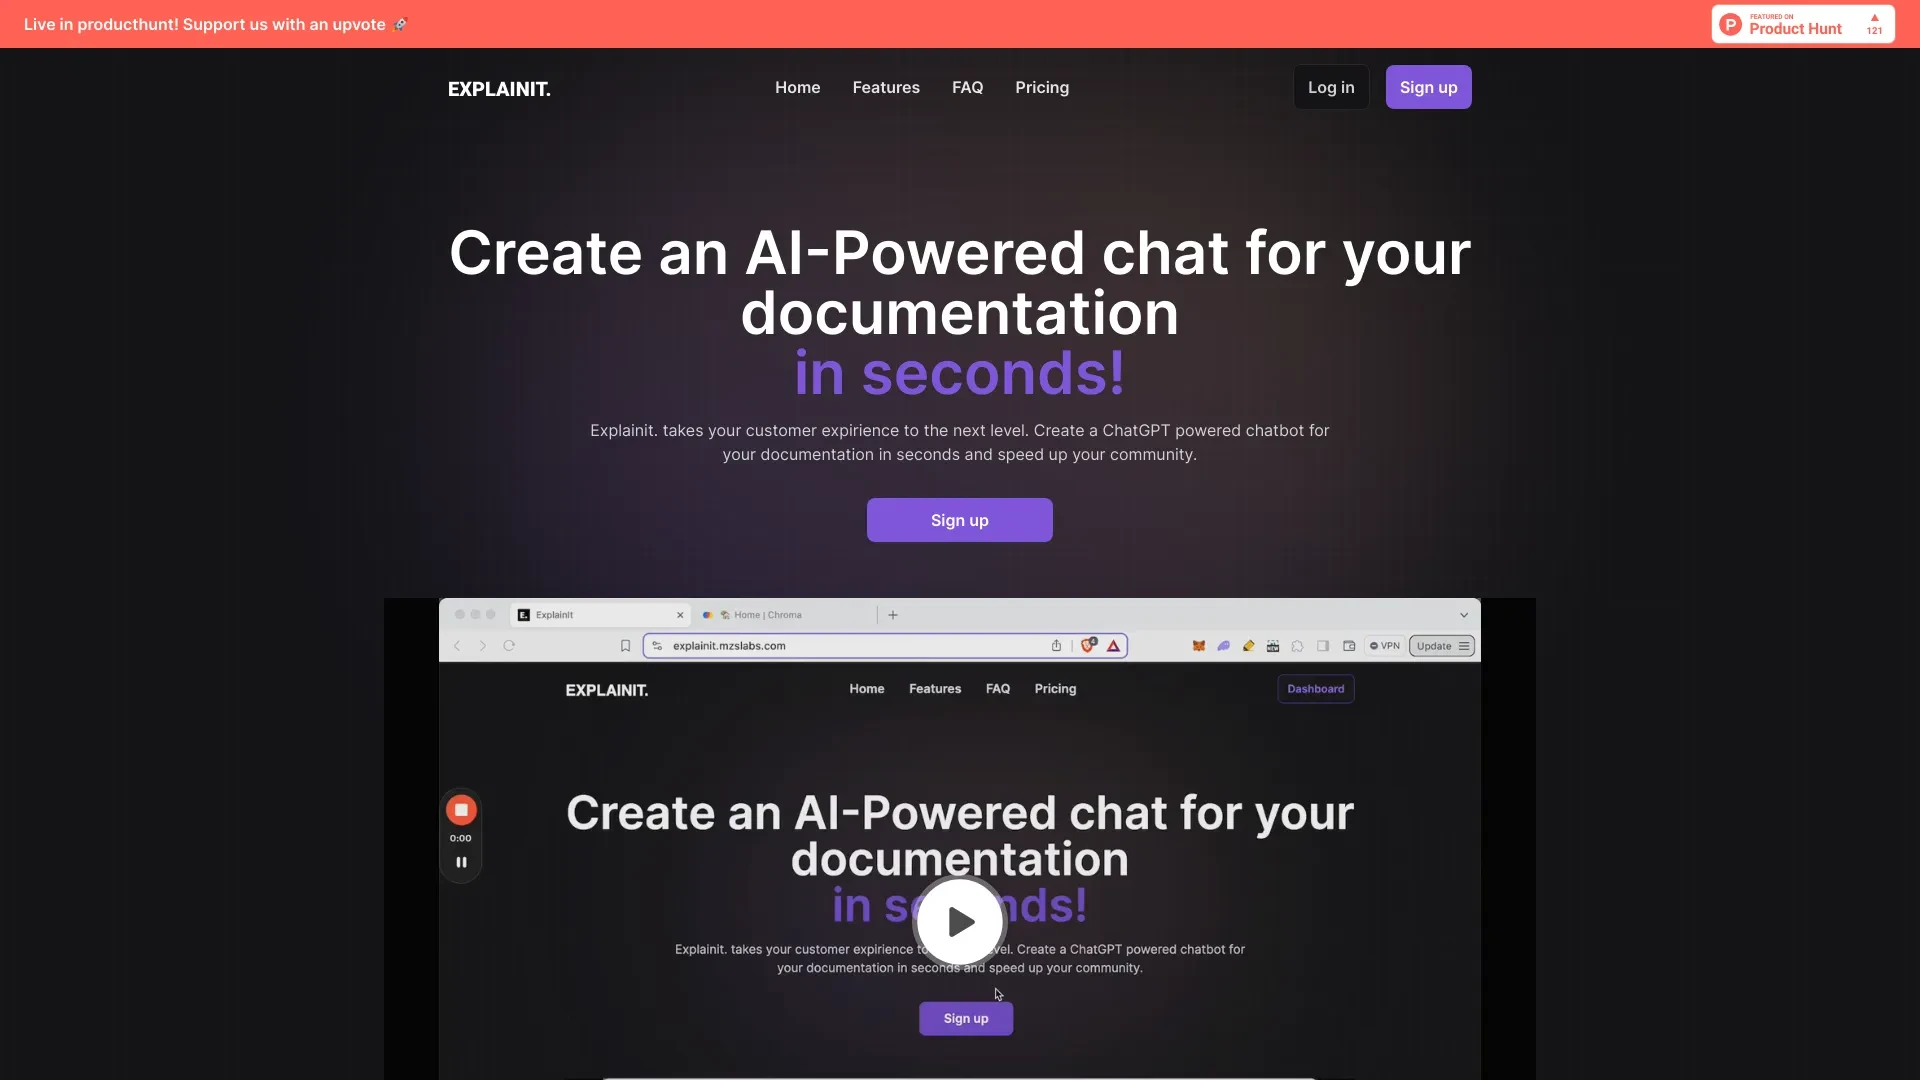 Live in producthunt! Support us with an upvote 🚀
FEATURED ON
Product Hunt
121
EXPLAINIT.
Home
Features
FAQ
Pricing
Log in
Sign up
Create an AI-Powered chat for your
documentation
in seconds!
Explainit. takes your customer expirience to the next level. Create a ChatGPT powered chatbot for
your documentation in seconds and speed up your community.
Sign up
E. ExplainIt
Home | Chroma
explainit.mzslabs.com
4
VPN
Update
EXPLAINIT.
Home
Features
FAQ
Pricing
Dashboard
0:00
Create an AI-Powered chat for your
documentation
in se nds!
Explainit. takes your customer expirience to vel. Create a ChatGPT powered chatbot for
your documentation in seconds and speed up your community.
Sign up